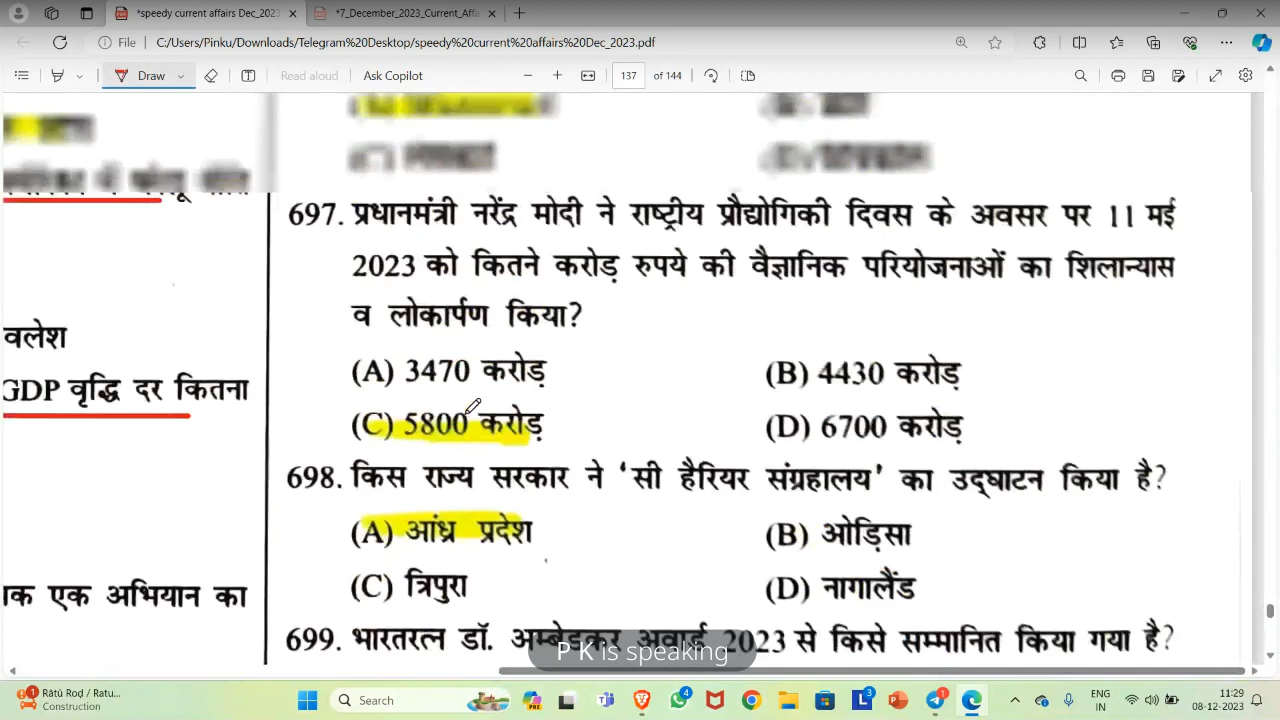 *speedy current affairs Dec_2023
*7_December_2023_Current_Affa
File C:/Users/Pinku/Downloads/Telegram%20Desktop/speedy%20current%20affairs%20Dec_2023.pdf
Draw Read aloud Ask Copilot 137 of 144
697. प्रधानमंत्री नरेंद्र मोदी ने राष्ट्रीय प्रौद्योगिकी दिवस के अवसर पर 11 मई
2023 को कितने करोड़ रुपये की वैज्ञानिक परियोजनाओं का शिलान्यास
व लोकार्पण किया?
वलेश
(A) 3470 करोड़ (B) 4430 करोड़
GDP वृद्धि दर कितना
(C) 5800 करोड़ (D) 6700 करोड़
698. किस राज्य सरकार ने ‘सी हैरियर संग्रहालय’ का उद्घाटन किया है?
(A) आंध्र प्रदेश (B) ओड़िसा
(C) त्रिपुरा (D) नागालैंड
एक अभियान का
699. भारतरत्न डॉ. अम्बेडकर अवार्ड 2023 से किसे सम्मानित किया गया है?
P K is speaking
Rātū Roḍ / Ratu...
Construction
Search
ENG
IN
11:29
08-12-2023